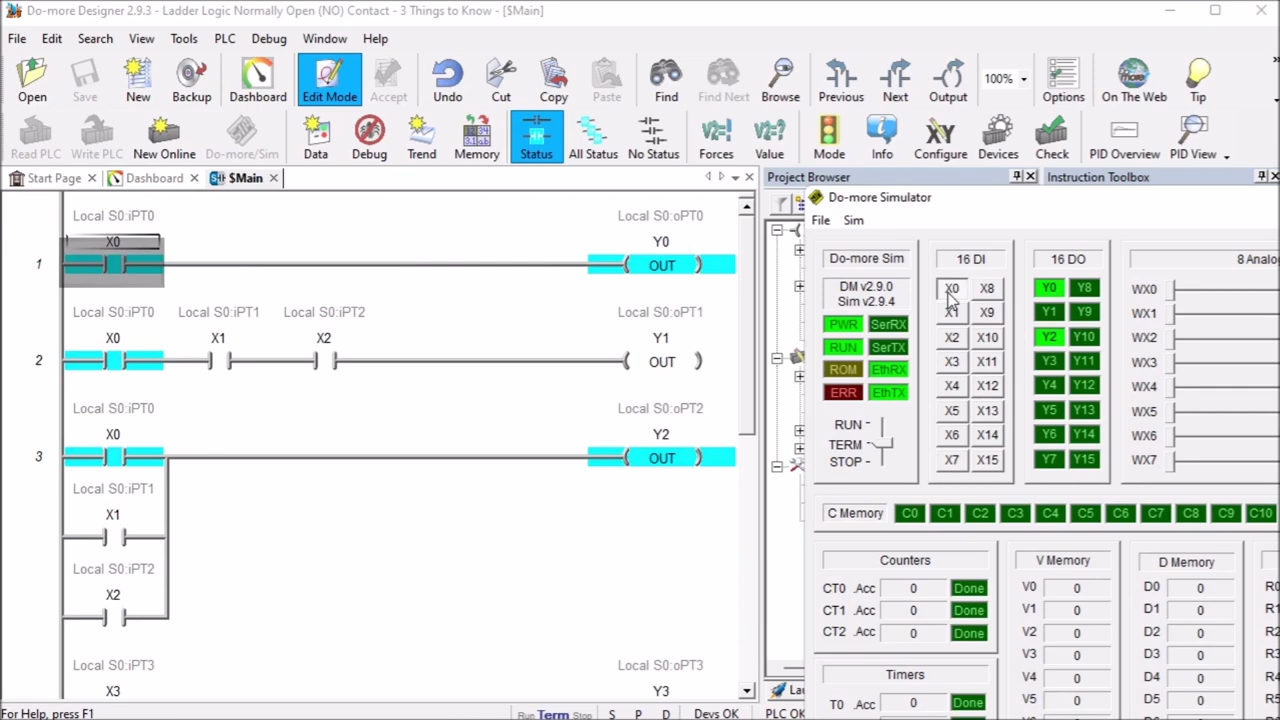 Do-more Designer 2.9.3 - Ladder Logic Normally Open (NO) Contact - 3 Things to Know - [$Main]
File Edit Search View Tools PLC Debug Window Help
Open Save New Backup Dashboard Edit Mode Accept Undo Cut Copy Paste Find Find Next Browse Previous Next Output 100% Options On The Web Tip
Read PLC Write PLC New Online Do-more/Sim Data Debug Trend Memory Status All Status No Status Forces Value Mode Info Configure Devices Check PID Overview PID View
Start Page Dashboard $Main Project Browser Instruction Toolbox
Local S0:iPT0 Local S0:oPT0
X0 Y0
1 OUT
Local S0:iPT0 Local S0:iPT1 Local S0:iPT2 Local S0:oPT1
X0 X1 X2 Y1
2 OUT
Local S0:iPT0 Local S0:oPT2
X0 Y2
3 OUT
Local S0:iPT1
X1
Local S0:iPT2
X2
Local S0:iPT3 Local S0:oPT3
X3 Y3
Do-more Simulator
File Sim
Do-more Sim 16 DI 16 DO
DM v2.9.0
Sim v2.9.4
PWR SerRX
RUN SerTX
ROM EthRX
ERR EthTX
RUN
TERM
STOP
X0 X8
X1 X9
X2 X10
X3 X11
X4 X12
X5 X13
X6 X14
X7 X15
Y0 Y8
Y1 Y9
Y2 Y10
Y3 Y11
Y4 Y12
Y5 Y13
Y6 Y14
Y7 Y15
WX0
WX1
WX2
WX3
WX4
WX5
WX6
WX7
C Memory C0 C1 C2 C3 C4 C5 C6 C7 C8 C9 C10
Counters
CT0 .Acc 0 Done
CT1 .Acc 0 Done
CT2 .Acc 0 Done
Timers
T0 .Acc 0 Done
V Memory
V0 0
V1 0
V2 0
V3 0
V4 0
V5 0
D Memory
D0 0
D1 0
D2 0
D3 0
D4 0
D5 0
For Help, press F1 Run Term Stop S P D Devs OK PLC OK